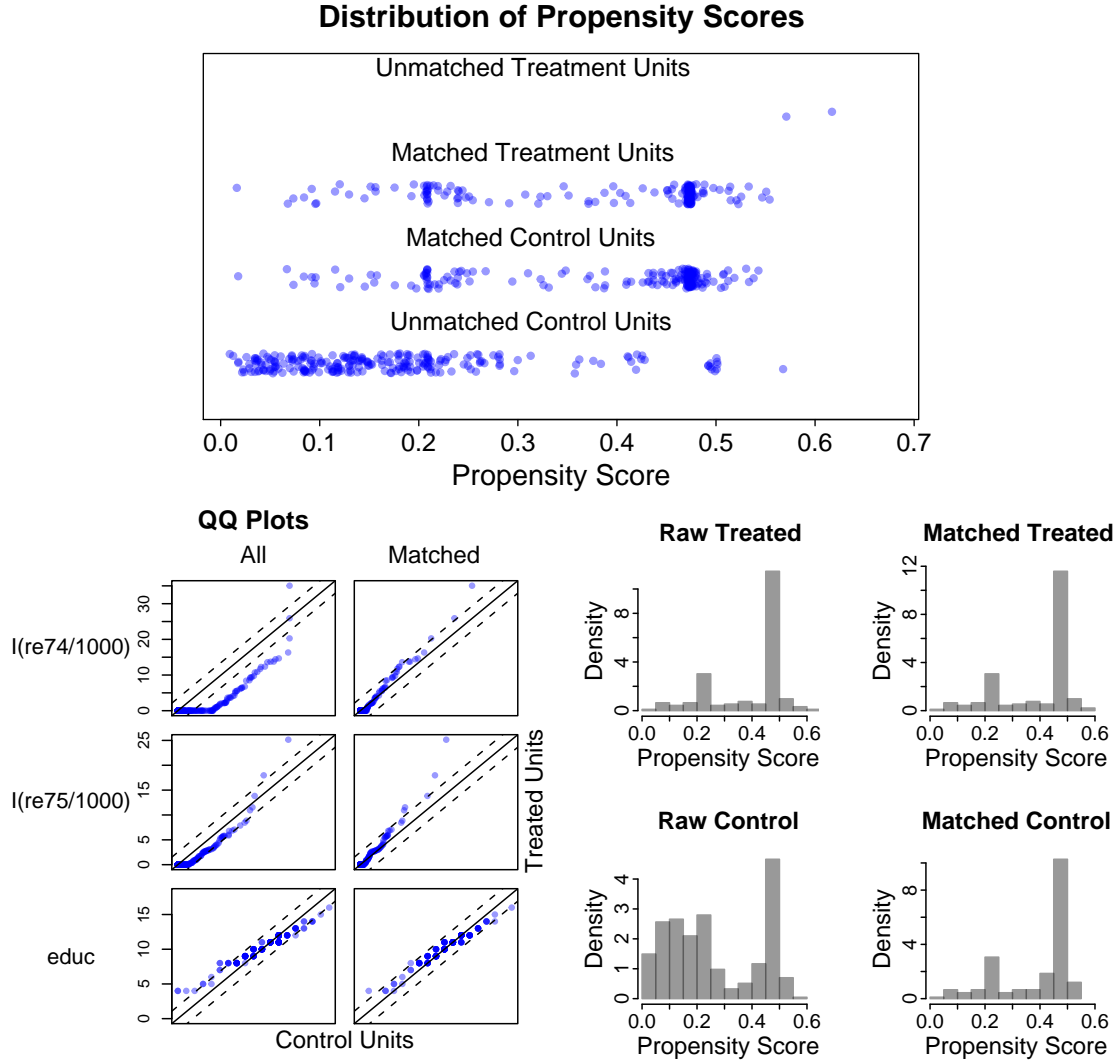 Distribution of Propensity Scores
Unmatched Treatment Units
Matched Treatment Units
Matched Control Units
Unmatched Control Units
0.0 0.1 0.2 0.3 0.4 0.5 0.6 0.7
Propensity Score
QQ Plots
All Matched
I(re74/1000)
0 10 20 30
I(re75/1000)
0 5 15 25
educ
0 5 10 15
Control Units
Treated Units
Raw Treated
Density
0 4 8
0.0 0.2 0.4 0.6
Propensity Score
Matched Treated
Density
0 4 8 12
0.0 0.2 0.4 0.6
Propensity Score
Raw Control
Density
0 1 2 3 4
0.0 0.2 0.4 0.6
Propensity Score
Matched Control
Density
0 4 8
0.0 0.2 0.4 0.6
Propensity Score